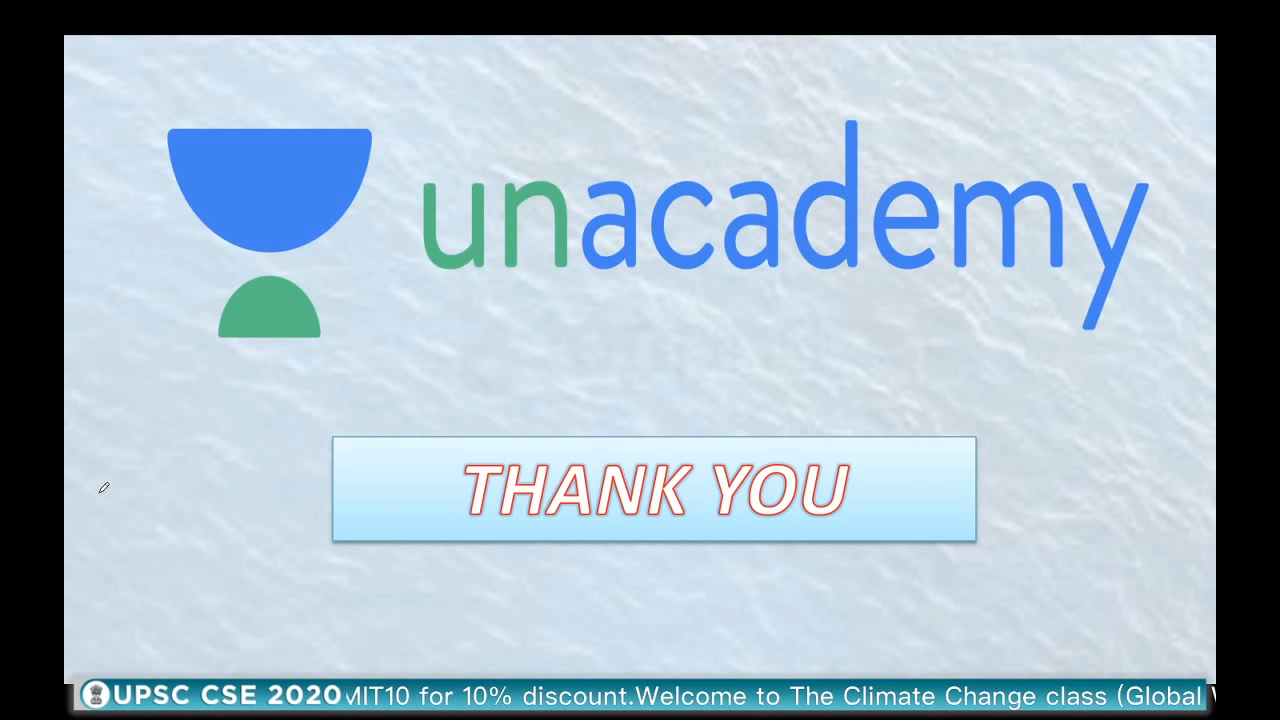 unacademy
THANK YOU
UPSC CSE 2020 MIT10 for 10% discount.Welcome to The Climate Change class (Global